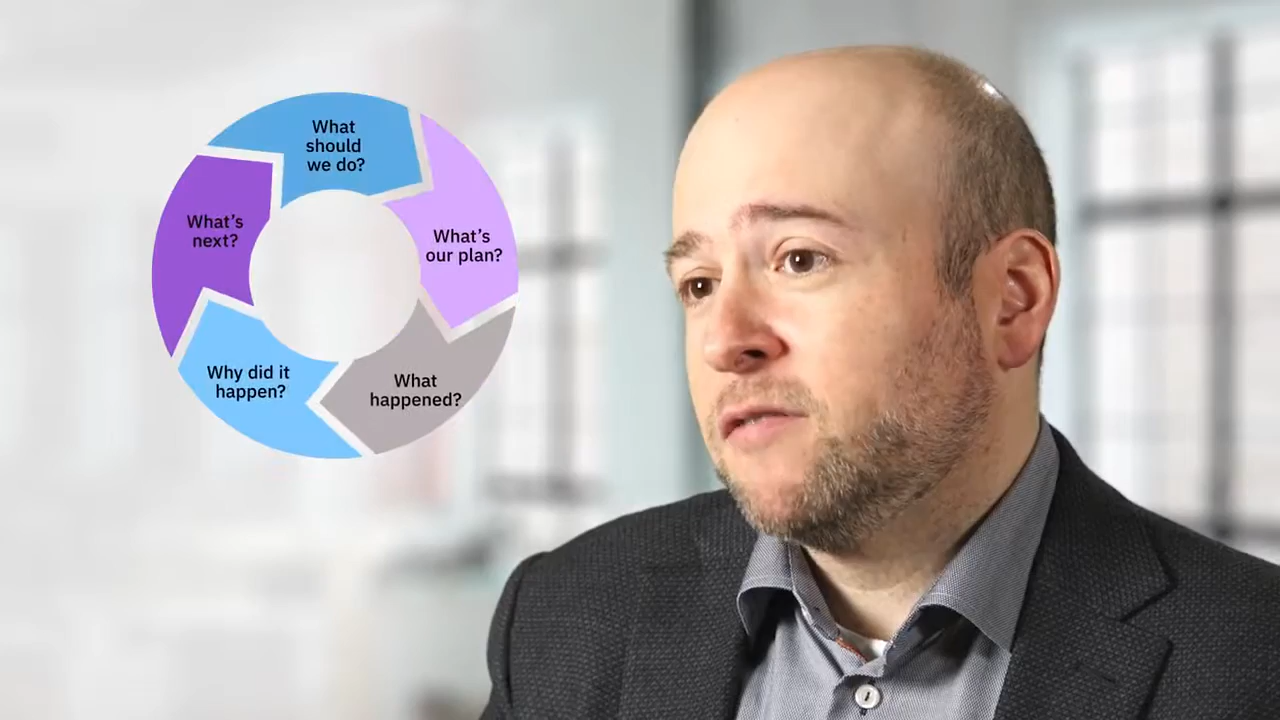 What
should
we do?
What's
our plan?
What
happened?
Why did it
happen?
What's
next?